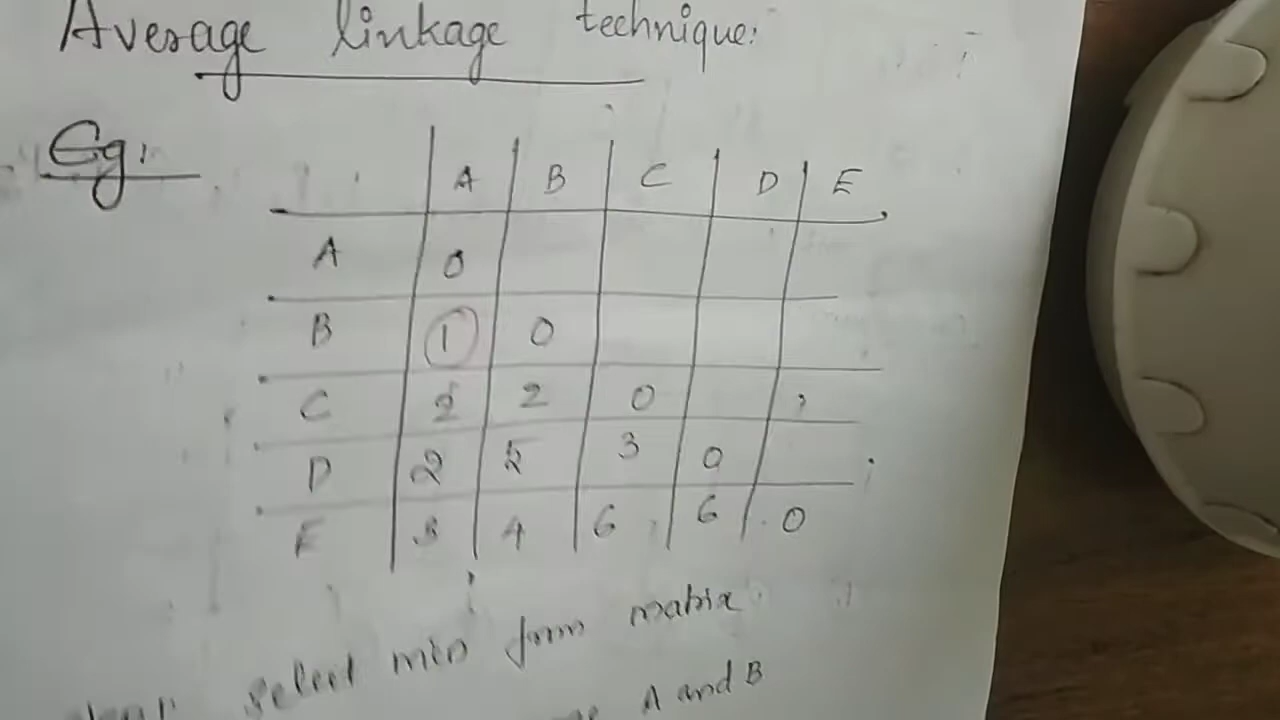 Average linkage technique:
Eg:
A B C D E
A 0
B 1 0
C 2 2 0
D 2 5 3 0
E 3 4 6 6 0
select min from matrix
A and B